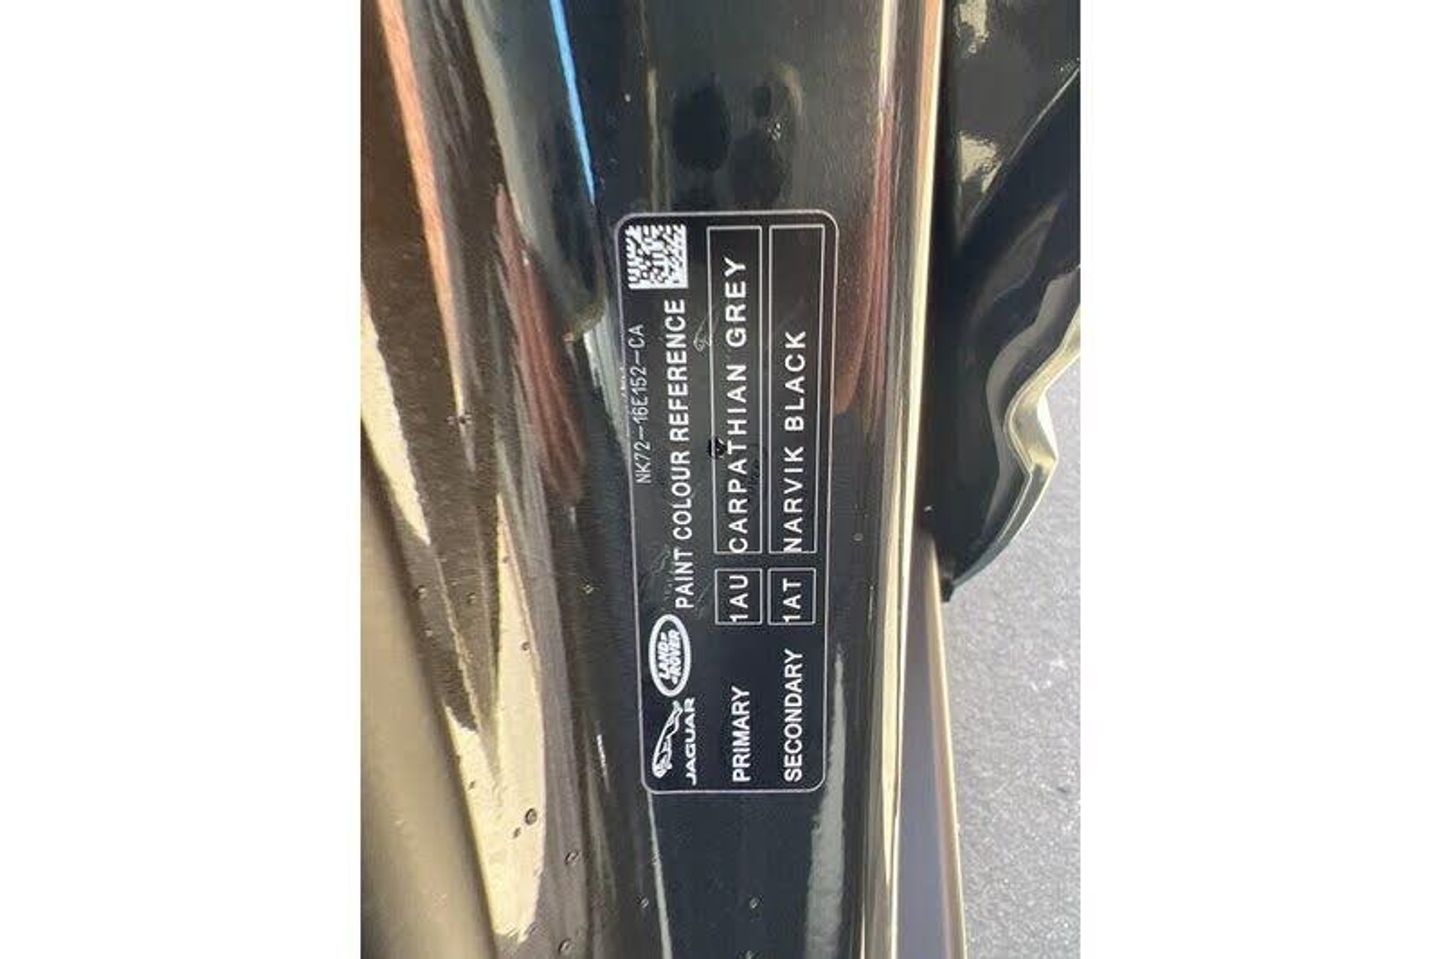 NK72-16E152-CA
JAGUAR LAND ROVER PAINT COLOUR REFERENCE
PRIMARY 1AU CARPATHIAN GREY
SECONDARY 1AT NARVIK BLACK